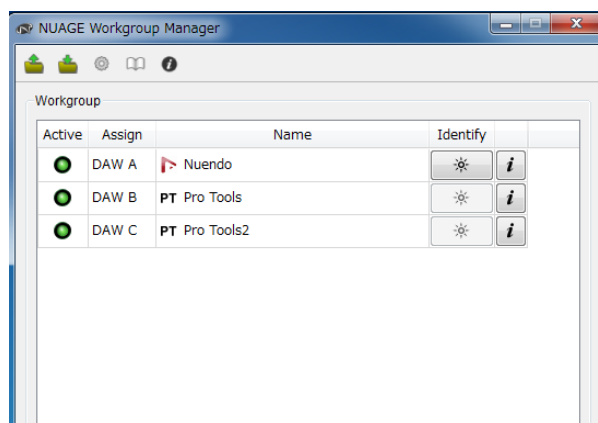 NUAGE Workgroup Manager
Workgroup
Active Assign Name Identify
DAW A Nuendo i
DAW B PT Pro Tools i
DAW C PT Pro Tools2 i